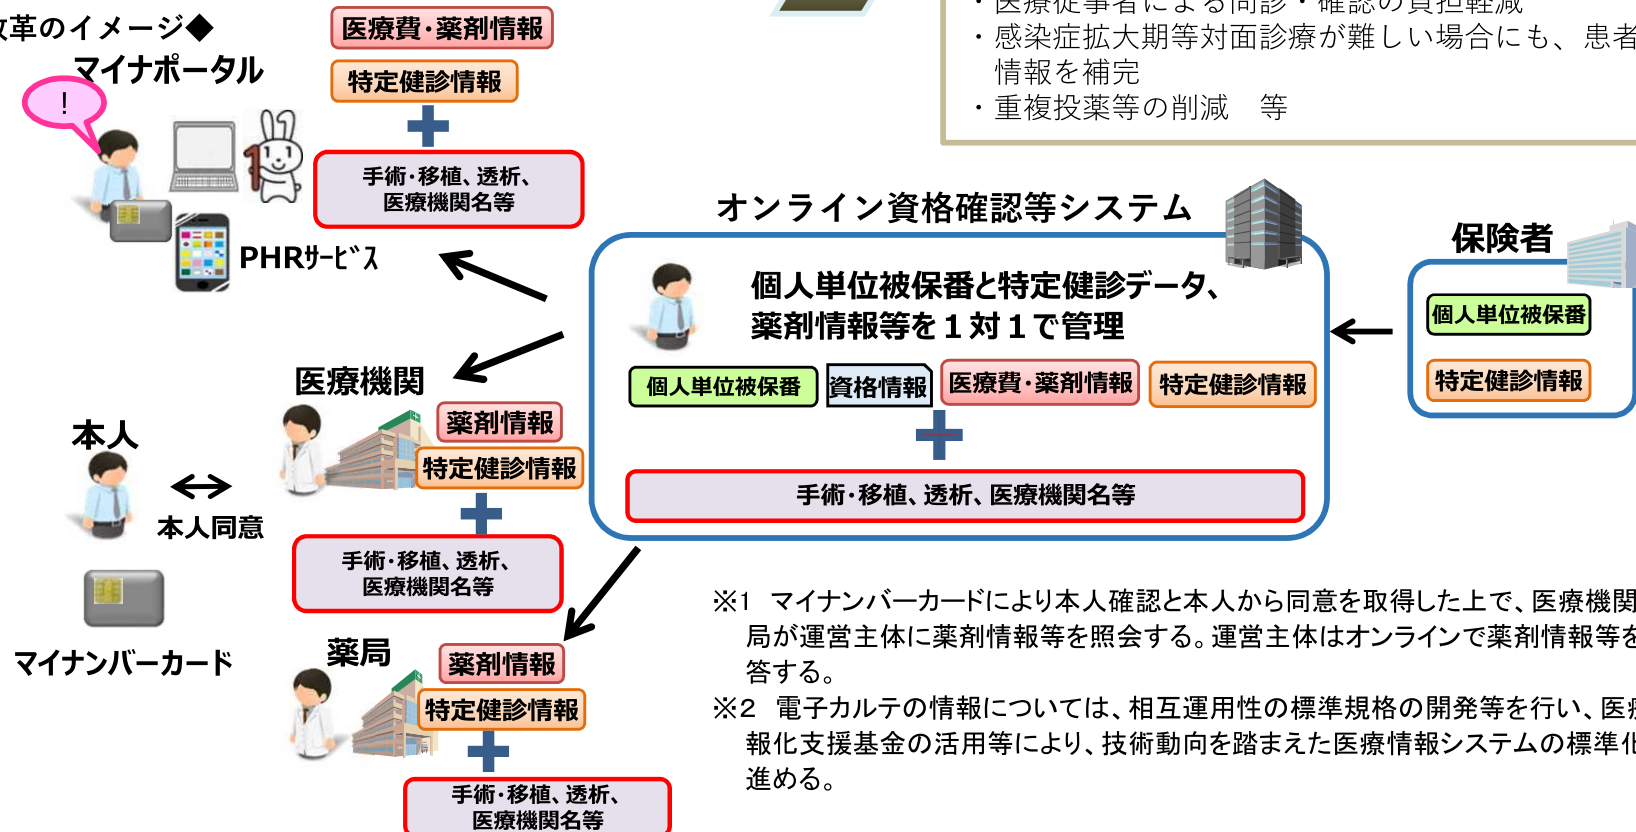 革のイメージ◆
マイナポータル
!
医療費・薬剤情報
特定健診情報
手術・移植、透析、
医療機関名等
PHRｻｰﾋﾞｽ
・医療従事者による問診・確認の負担軽減
・感染症拡大期等対面診療が難しい場合にも、患者
情報を補完
・重複投薬等の削減　等
オンライン資格確認等システム
個人単位被保番と特定健診データ、
薬剤情報等を１対１で管理
個人単位被保番
資格情報
医療費・薬剤情報
特定健診情報
手術・移植、透析、医療機関名等
保険者
個人単位被保番
特定健診情報
医療機関
薬剤情報
特定健診情報
手術・移植、透析、
医療機関名等
本人
本人同意
マイナンバーカード
薬局
薬剤情報
特定健診情報
手術・移植、透析、
医療機関名等
※1　マイナンバーカードにより本人確認と本人から同意を取得した上で、医療機関
局が運営主体に薬剤情報等を照会する。運営主体はオンラインで薬剤情報等を
答する。
※2　電子カルテの情報については、相互運用性の標準規格の開発等を行い、医療
報化支援基金の活用等により、技術動向を踏まえた医療情報システムの標準化
進める。